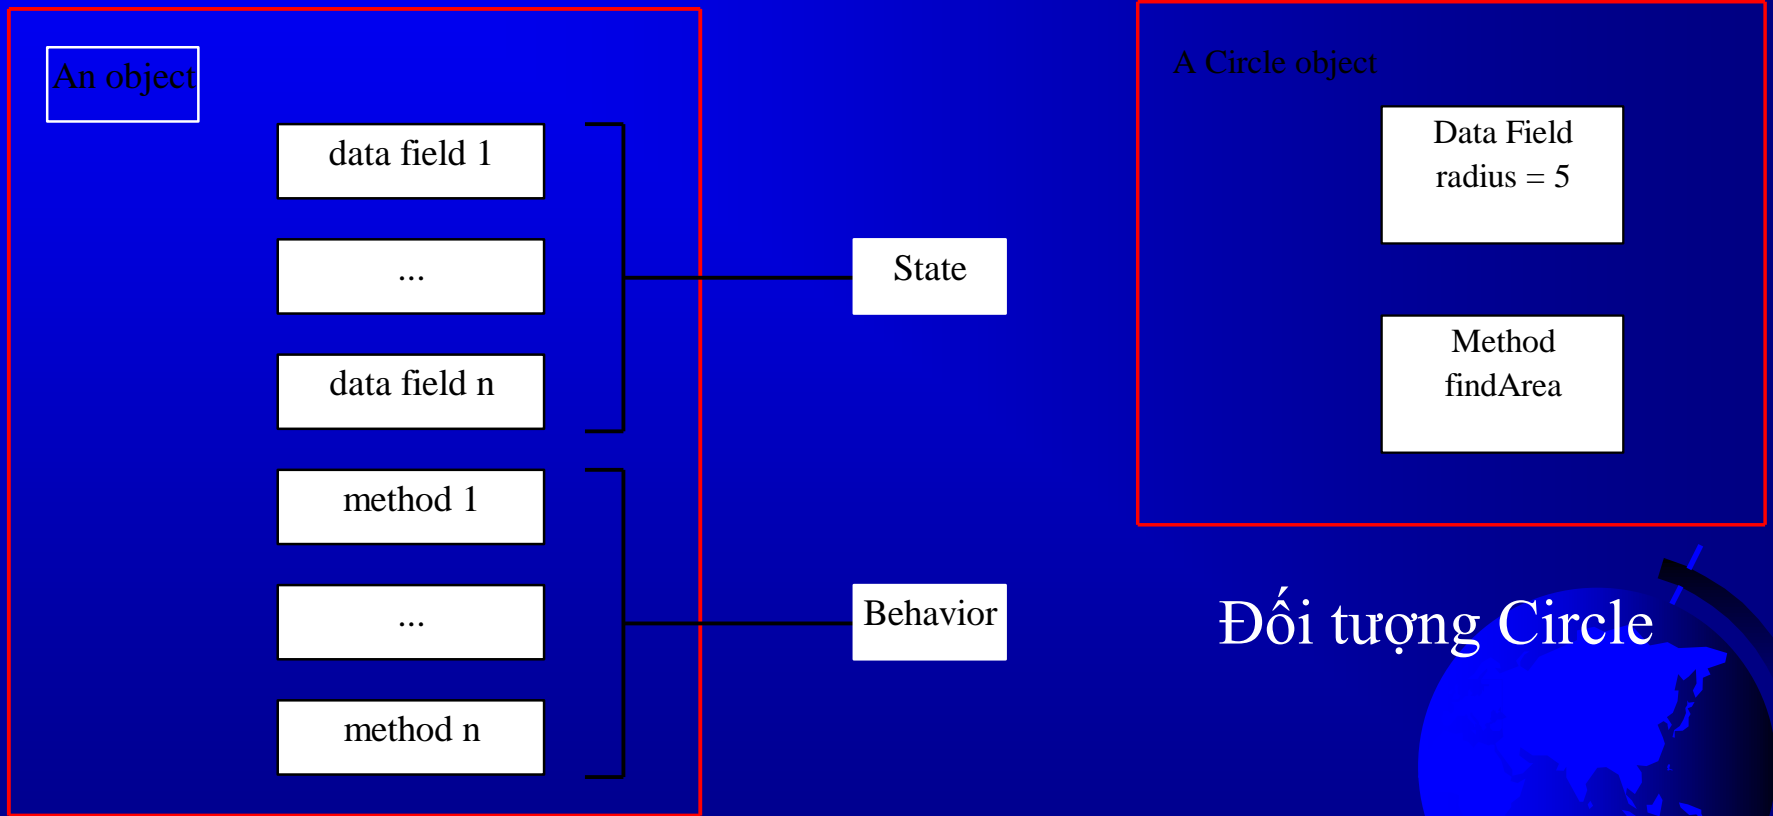 An object
data field 1
...
data field n
method 1
...
method n
State
Behavior
A Circle object
Data Field
radius = 5
Method
findArea
Đối tượng Circle